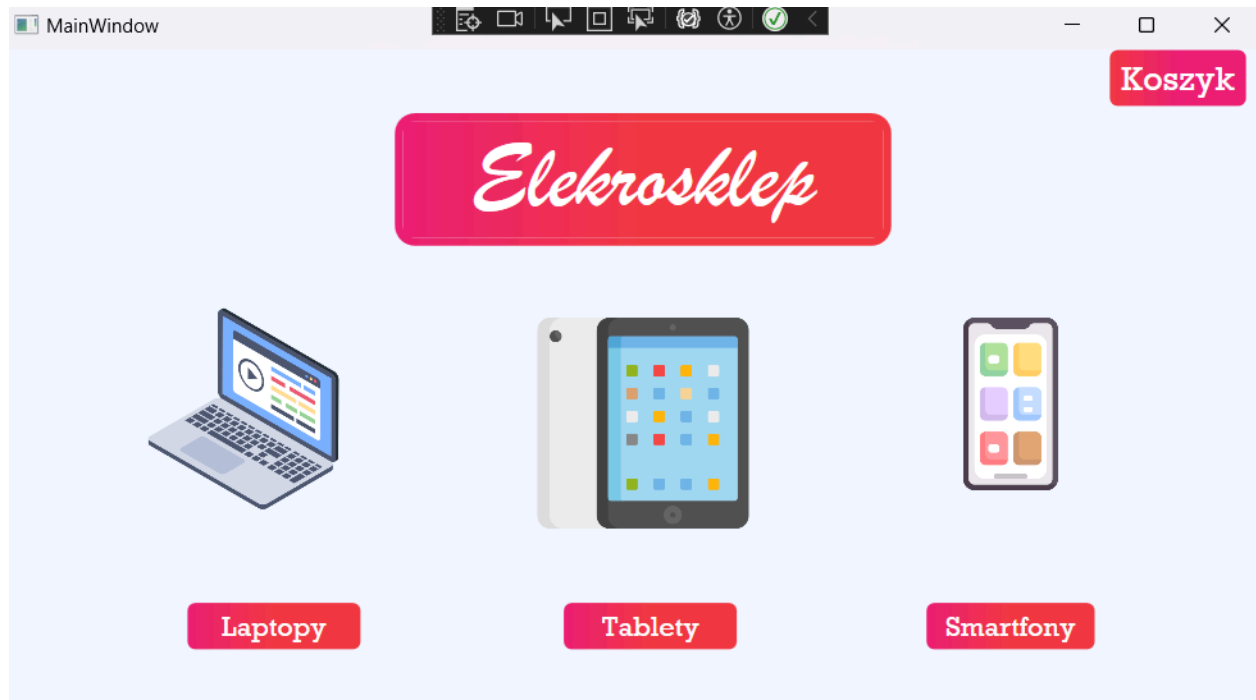 MainWindow
Koszyk
Elekrosklep
Laptopy
Tablety
Smartfony